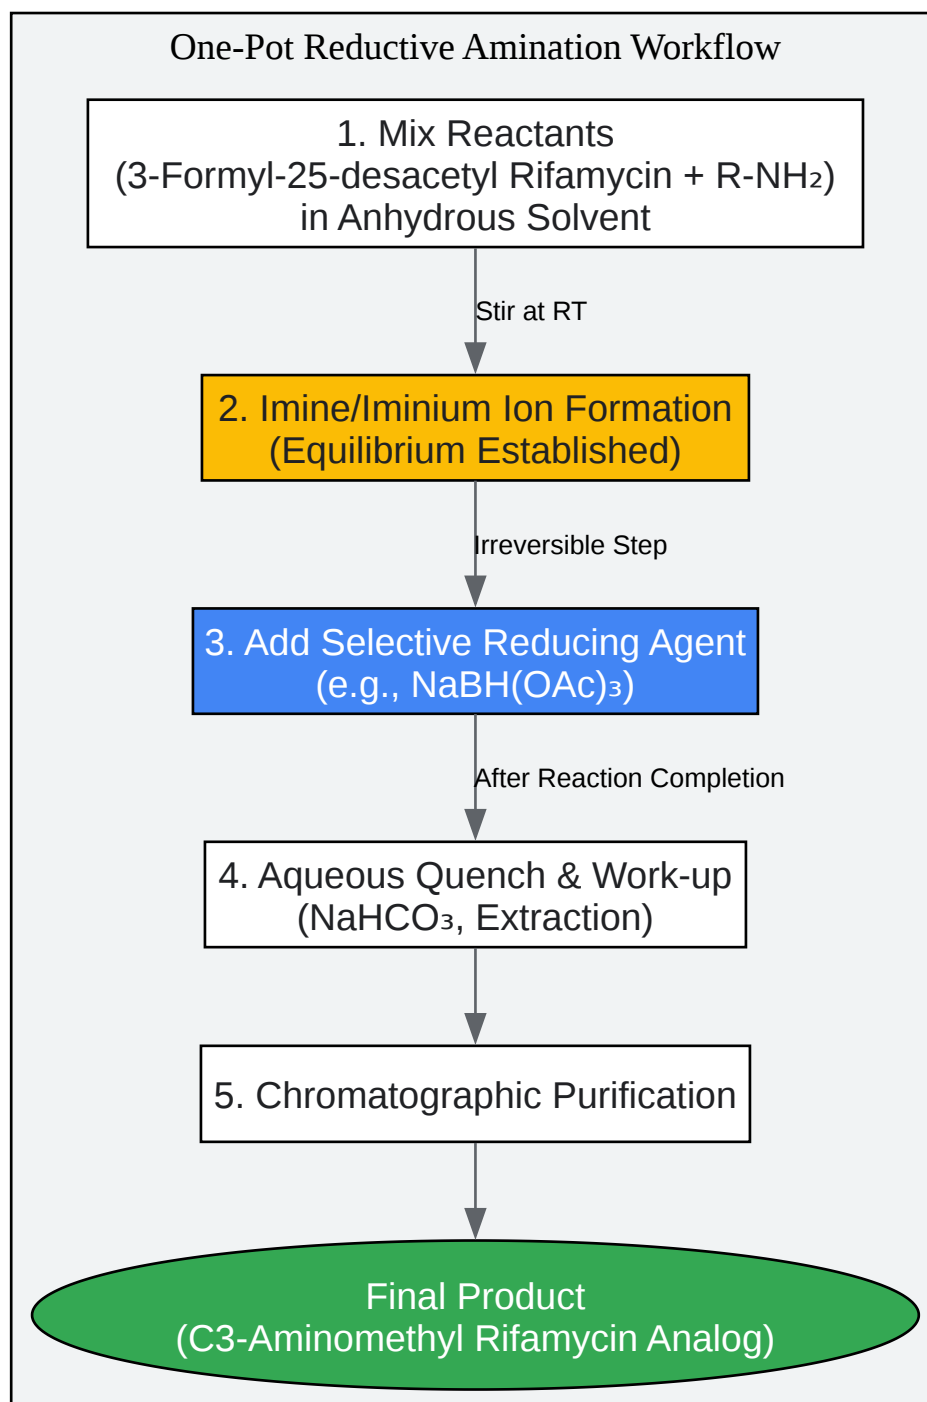 One-Pot Reductive Amination Workflow
1. Mix Reactants
(3-Formyl-25-desacetyl Rifamycin + R-NH₂)
in Anhydrous Solvent
Stir at RT
2. Imine/Iminium Ion Formation
(Equilibrium Established)
Irreversible Step
3. Add Selective Reducing Agent
(e.g., NaBH(OAc)₃)
After Reaction Completion
4. Aqueous Quench & Work-up
(NaHCO₃, Extraction)
5. Chromatographic Purification
Final Product
(C3-Aminomethyl Rifamycin Analog)